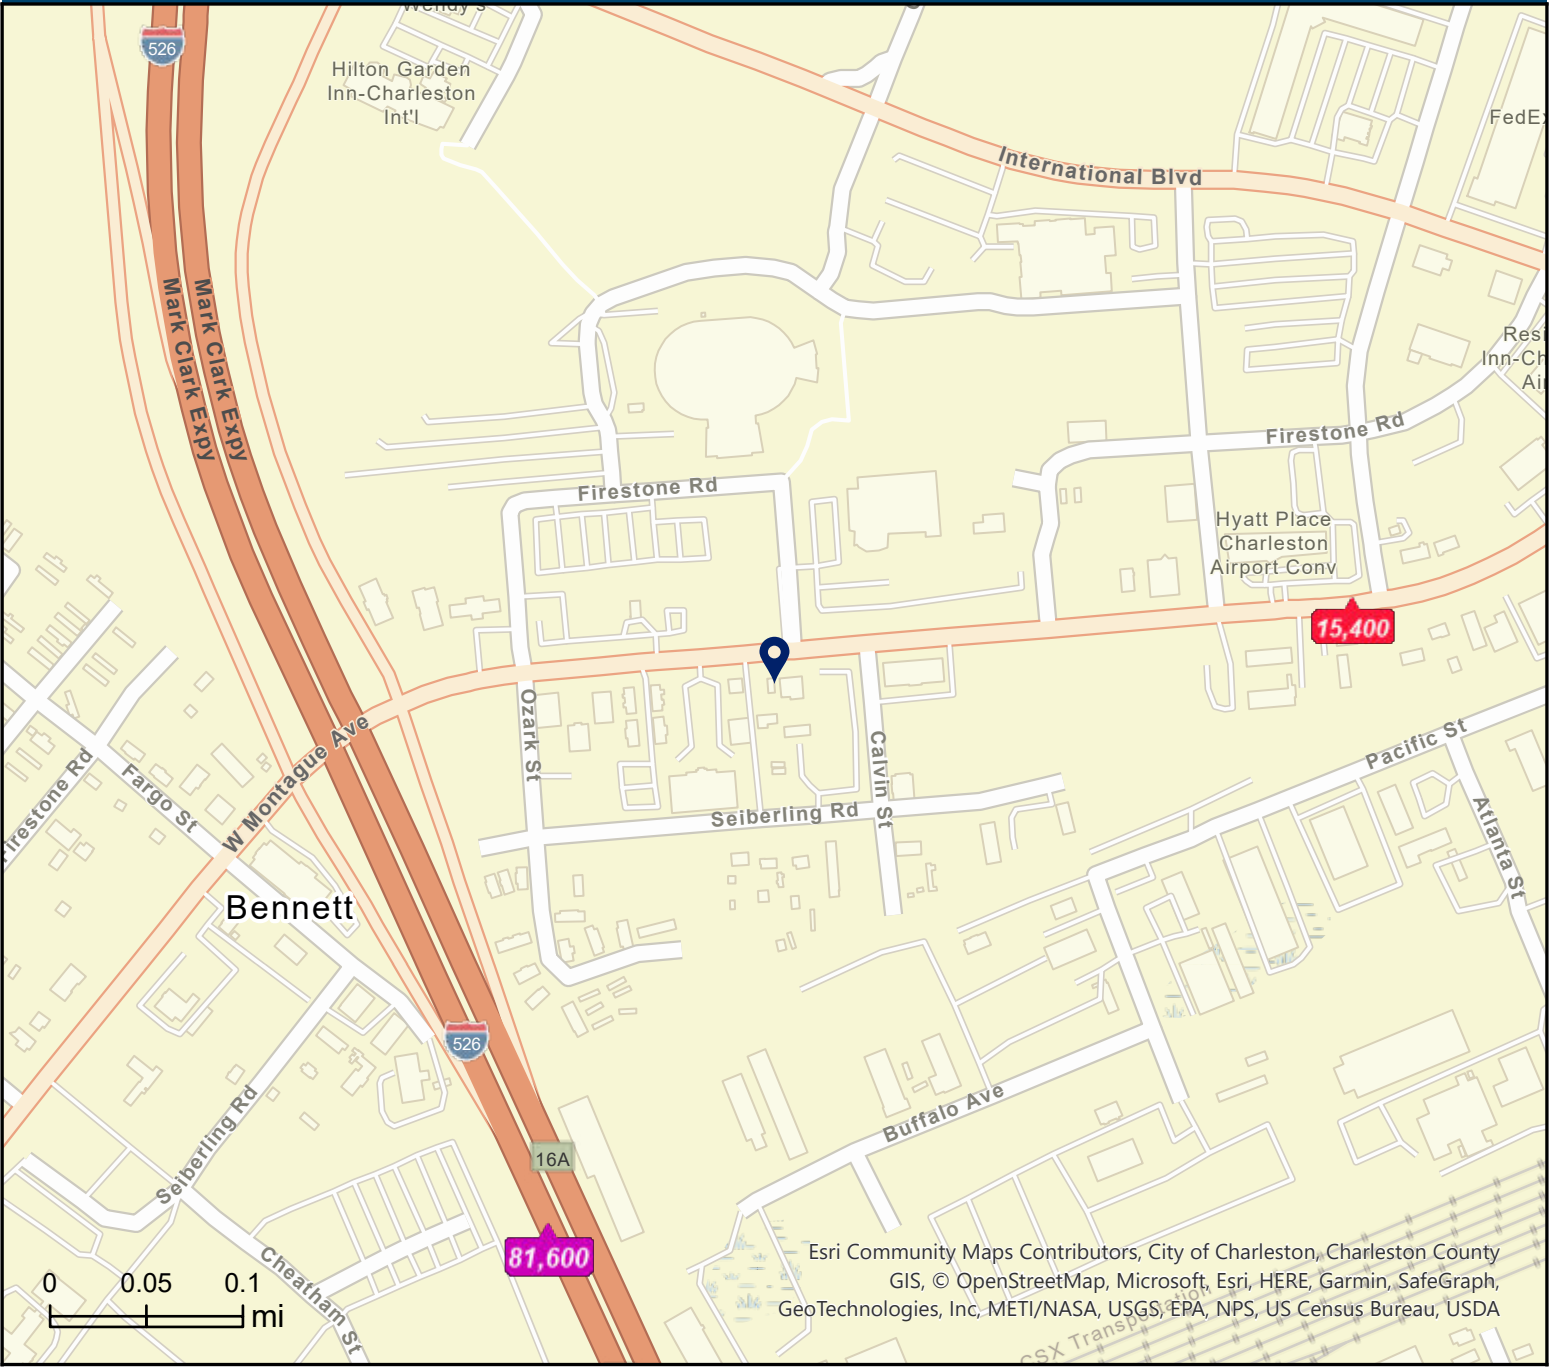 Wendy's
526
Hilton Garden
Inn-Charleston
Int'l
FedEx
International Blvd
Mark Clark Expy
Mark Clark Expy
Inn-Ch
Firestone Rd
Firestone Rd
Hyatt Place
Charleston
Airport Conv
15,400
Ozark St
W Montague Ave
Calvin St
Pacific St
Firestone Rd
Fargo St
Seiberling Rd
Atlanta St
Bennett
526
Buffalo Ave
Seiberling Rd
16A
81,600
Cheatham St
Esri Community Maps Contributors, City of Charleston, Charleston County
GIS, © OpenStreetMap, Microsoft, Esri, HERE, Garmin, SafeGraph,
GeoTechnologies, Inc, METI/NASA, USGS, EPA, NPS, US Census Bureau, USDA
CSX Transportation
0 0.05 0.1
mi